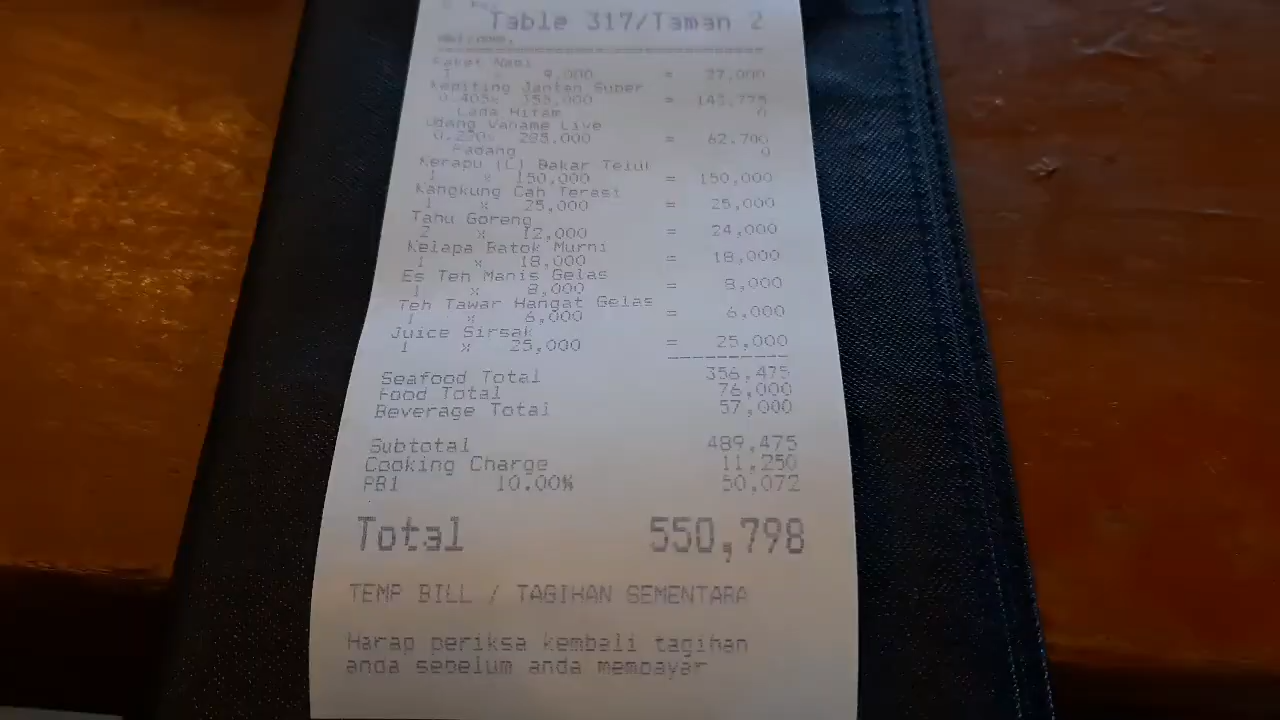 Table 317/Taman 2
Welcome,
Paket Nasi
x 9,000 = 27,000
Kepiting Jantan Super
0.405x 355,000 = 143,775
Lada Hitam 0
Udang Vaname Live
0.220x 285,000 = 62,700
Padang 0
Kerapu (L) Bakar Telur
1 x 150,000 = 150,000
Kangkung Cah Terasi
1 x 25,000 = 25,000
Tahu Goreng
2 x 12,000 = 24,000
Kelapa Batok Murni
1 x 18,000 = 18,000
Es Teh Manis Gelas
1 x 8,000 = 8,000
Teh Tawar Hangat Gelas
1 x 6,000 = 6,000
Juice Sirsak
1 x 25,000 = 25,000
Seafood Total 356,475
Food Total 76,000
Beverage Total 57,000
Subtotal 489,475
Cooking Charge 11,250
PB1 10.00% 50,072
Total 550,798
TEMP BILL / TAGIHAN SEMENTARA
Harap periksa kembali tagihan
anda sebelum anda membayar